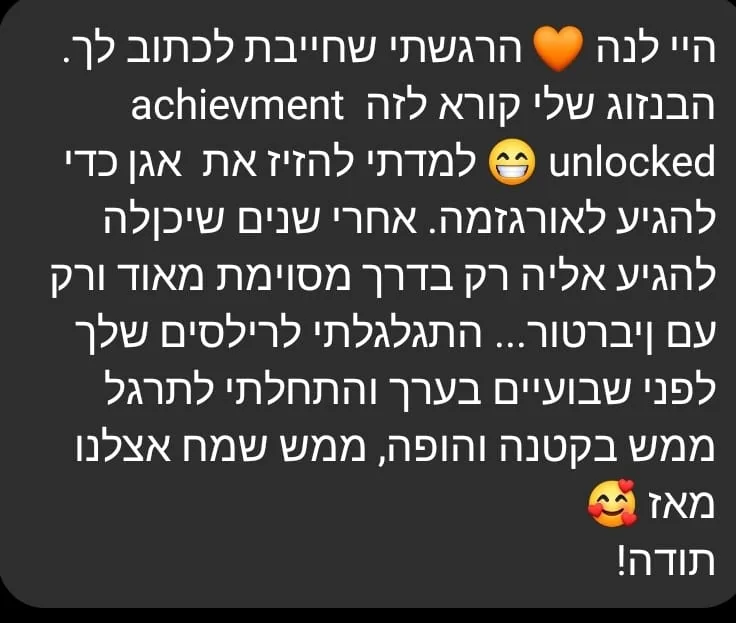 היי לנה 🧡 הרגשתי שחייבת לכתוב לך.
הבנזוג שלי קורא לזה achievment
unlocked 😁 למדתי להזיז את אגן כדי
להגיע לאורגזמה. אחרי שנים שיכןלה
להגיע אליה רק בדרך מסוימת מאוד ורק
עם ןיברטור... התגלגלתי לרילסים שלך
לפני שבועיים בערך והתחלתי לתרגל
ממש בקטנה והופה, ממש שמח אצלנו
מאז 🥰
תודה!